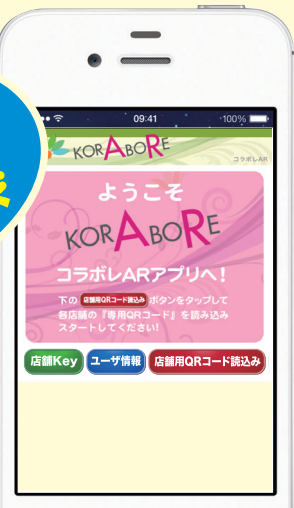 09:41
100%
KORABORE
コラボレAR
ようこそ
KORABORE
コラボレARアプリへ!
下の 店舗用QRコード読込み ボタンをタップして
各店舗の『専用QRコード』を読み込み
スタートしてください!
店舗Key ユーザ情報 店舗用QRコード読込み